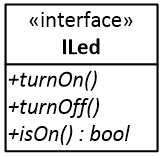 «interface»
ILed
+turnOn()
+turnOff()
+isOn() : bool